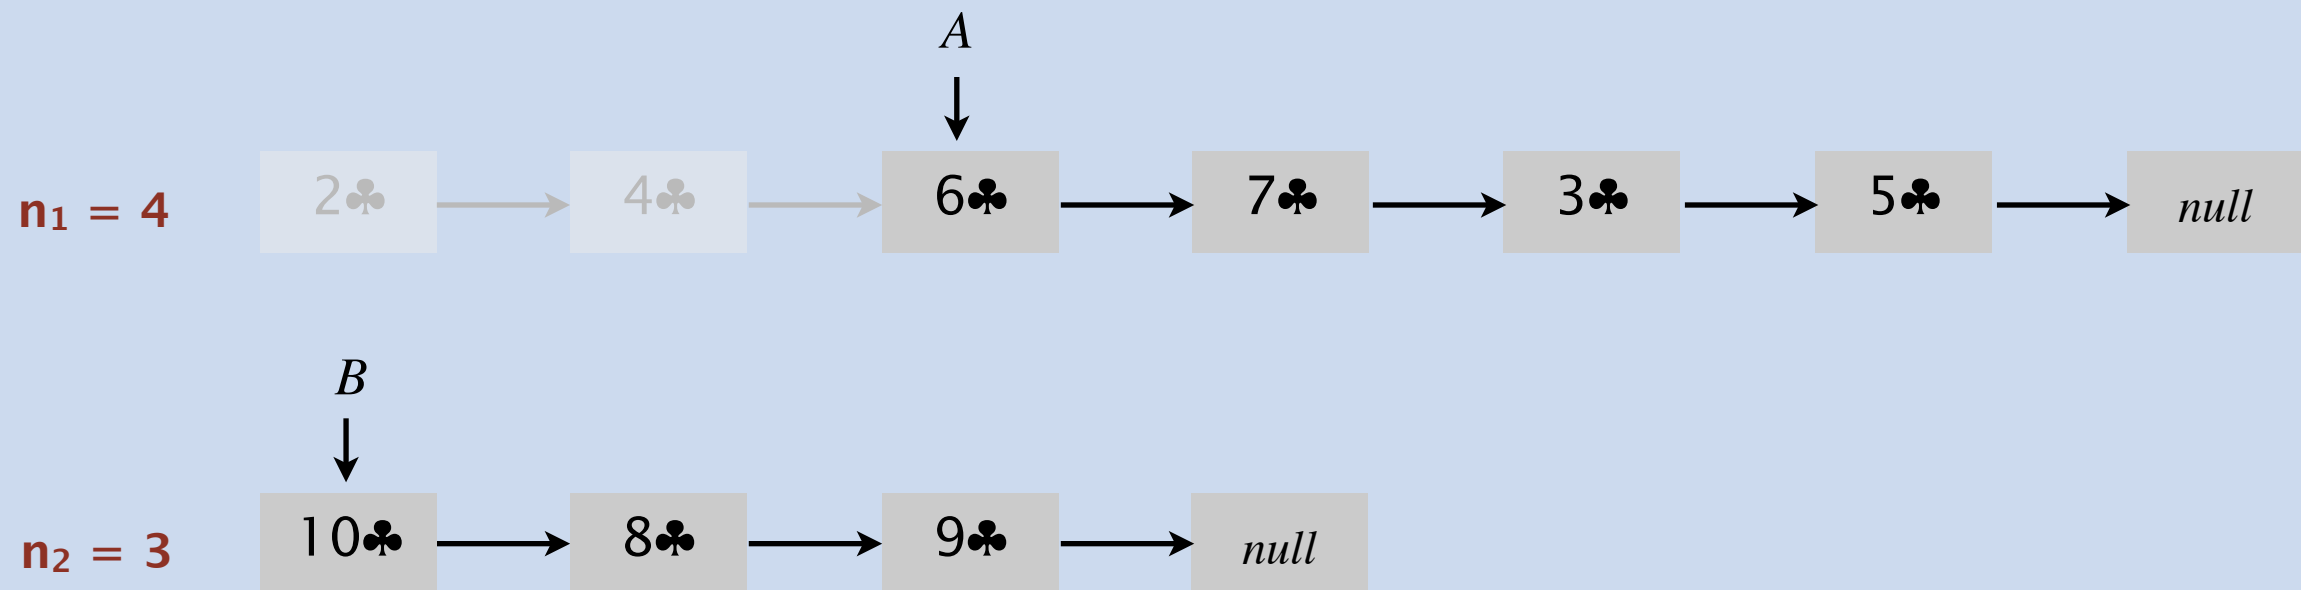 A
n₁ = 4 2♣ 4♣ 6♣ 7♣ 3♣ 5♣ null
B
n₂ = 3 10♣ 8♣ 9♣ null